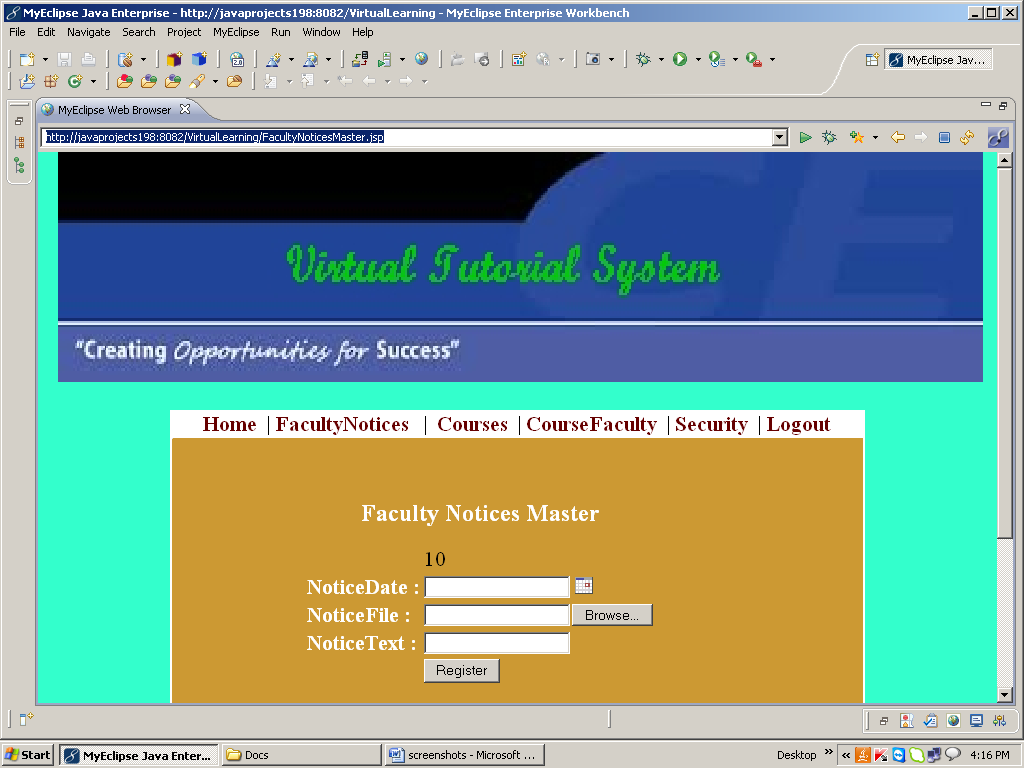 MyEclipse Java Enterprise - http://javaprojects198:8082/VirtualLearning - MyEclipse Enterprise Workbench
File Edit Navigate Search Project MyEclipse Run Window Help
2.0
MyEclipse Jav...
MyEclipse Web Browser
http://javaprojects198:8082/VirtualLearning/FacultyNoticesMaster.jsp
CE
Virtual Tutorial System
"Creating Opportunities for Success"
Home | FacultyNotices | Courses | CourseFaculty | Security | Logout
Faculty Notices Master
10
NoticeDate :
NoticeFile : Browse...
NoticeText :
Register
Start MyEclipse Java Enter... Docs screenshots - Microsoft ... Desktop » « 4:16 PM